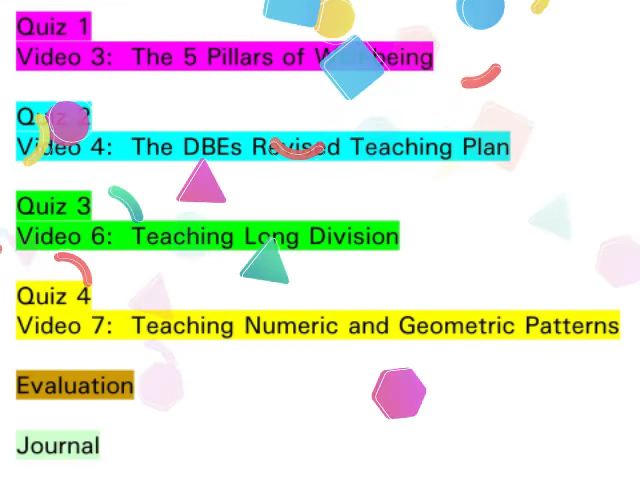 Quiz 1
Video 3: The 5 Pillars of Wellbeing
Quiz 2
Video 4: The DBEs Revised Teaching Plan
Quiz 3
Video 6: Teaching Long Division
Quiz 4
Video 7: Teaching Numeric and Geometric Patterns
Evaluation
Journal